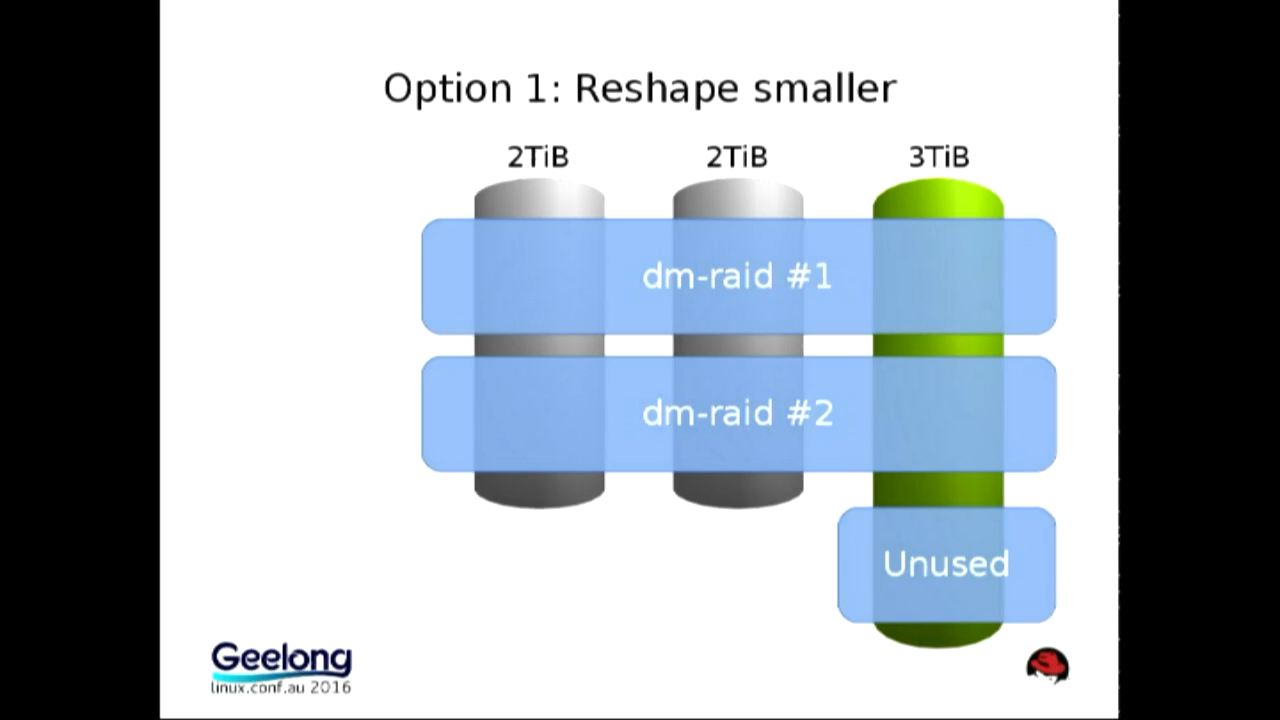 Option 1: Reshape smaller
2TiB 2TiB 3TiB
dm-raid #1
dm-raid #2
Unused
Geelong
linux.conf.au 2016